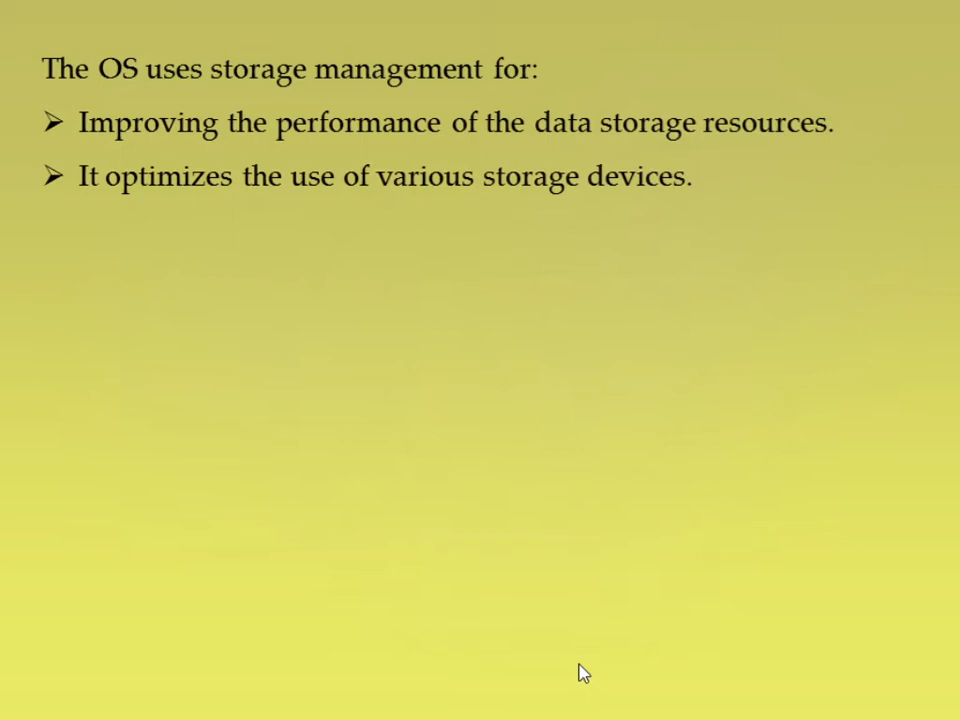 The OS uses storage management for:
➢ Improving the performance of the data storage resources.
➢ It optimizes the use of various storage devices.